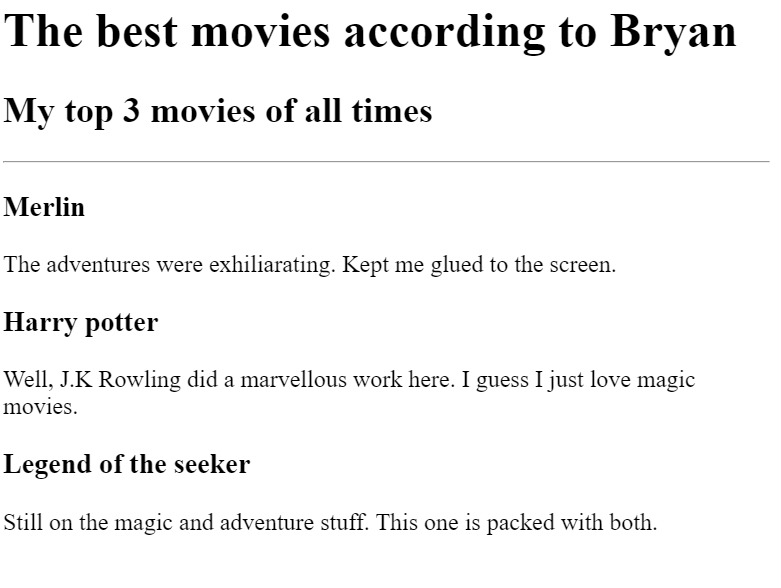 The best movies according to Bryan
My top 3 movies of all times
Merlin
The adventures were exhiliarating. Kept me glued to the screen.
Harry potter
Well, J.K Rowling did a marvellous work here. I guess I just love magic
movies.
Legend of the seeker
Still on the magic and adventure stuff. This one is packed with both.